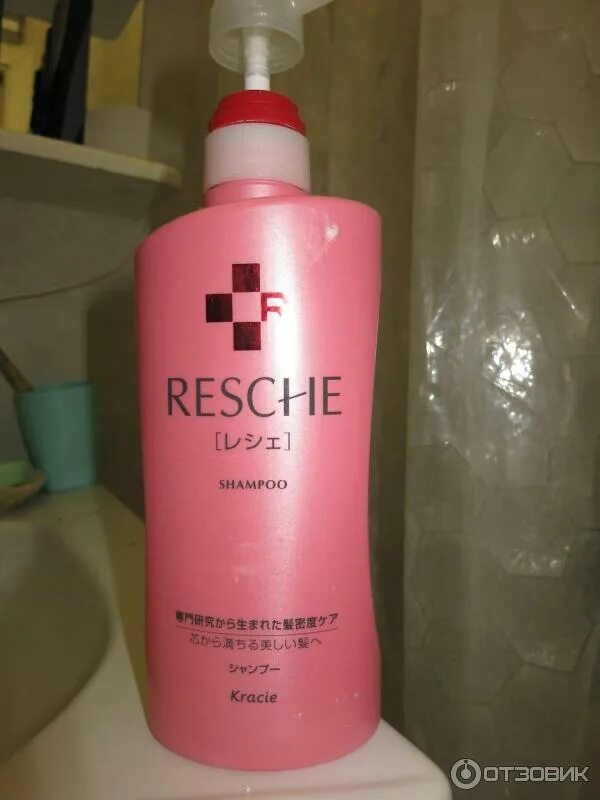 R
RESCHE
[レシェ]
SHAMPOO
専門研究から生まれた髪密度ケア
芯から満ちる美しい髪へ
シャンプー
Kracie
ОТЗОВИК